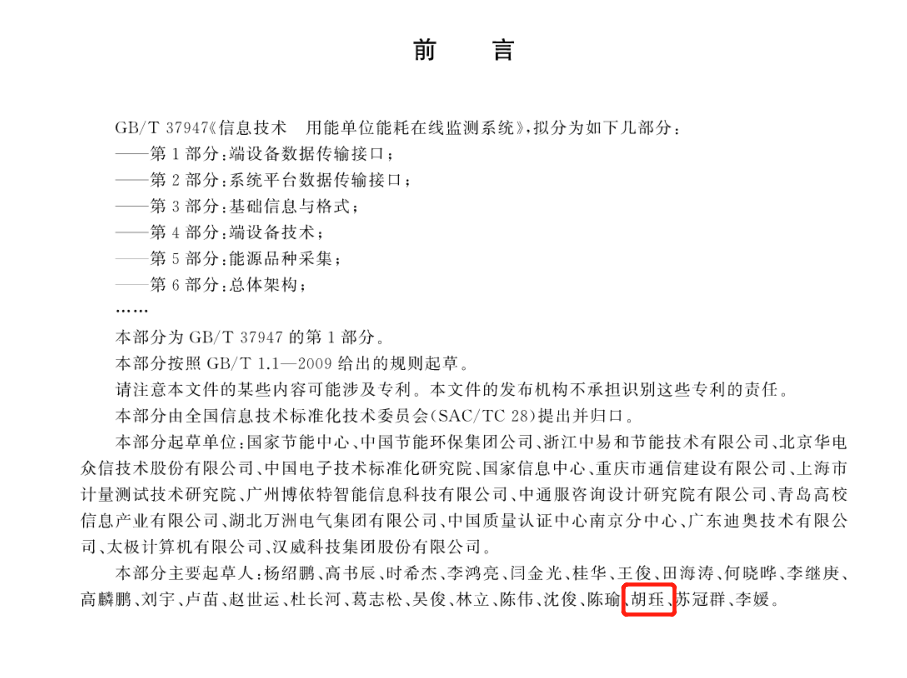 前 言
GB/T 37947《信息技术 用能单位能耗在线监测系统》,拟分为如下几部分:
——第 1 部分:端设备数据传输接口;
——第 2 部分:系统平台数据传输接口;
——第 3 部分:基础信息与格式;
——第 4 部分:端设备技术;
——第 5 部分:能源品种采集;
——第 6 部分:总体架构;
……
本部分为 GB/T 37947 的第 1 部分。
本部分按照 GB/T 1.1—2009 给出的规则起草。
请注意本文件的某些内容可能涉及专利。本文件的发布机构不承担识别这些专利的责任。
本部分由全国信息技术标准化技术委员会(SAC/TC 28)提出并归口。
本部分起草单位:国家节能中心、中国节能环保集团公司、浙江中易和节能技术有限公司、北京华电
众信技术股份有限公司、中国电子技术标准化研究院、国家信息中心、重庆市通信建设有限公司、上海市
计量测试技术研究院、广州博依特智能信息科技有限公司、中通服咨询设计研究院有限公司、青岛高校
信息产业有限公司、湖北万洲电气集团有限公司、中国质量认证中心南京分中心、广东迪奥技术有限公
司、太极计算机有限公司、汉威科技集团股份有限公司。
本部分主要起草人:杨绍鹏、高书辰、时希杰、李鸿亮、闫金光、桂华、王俊、田海涛、何晓晔、李继庚、
高麟鹏、刘宇、卢苗、赵世运、杜长河、葛志松、吴俊、林立、陈伟、沈俊、陈瑜、胡珏、苏冠群、李媛。